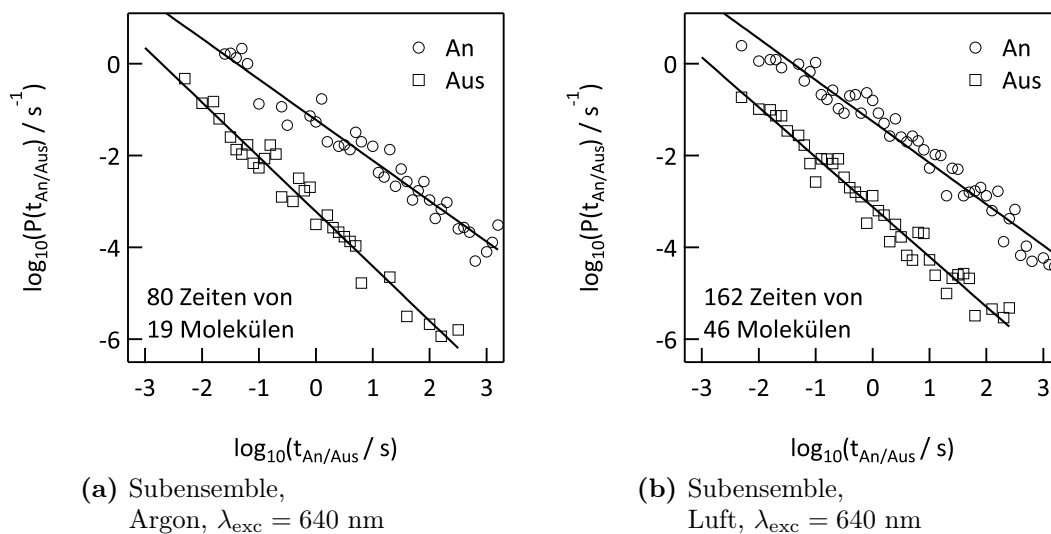 log10(P(tAn/Aus) / s-1)
0
-2
-4
-6
An
Aus
80 Zeiten von
19 Molekülen
-3 -2 -1 0 1 2 3
log10(tAn/Aus / s)
(a) Subensemble,
Argon, λexc = 640 nm
log10(P(tAn/Aus) / s-1)
0
-2
-4
-6
An
Aus
162 Zeiten von
46 Molekülen
-3 -2 -1 0 1 2 3
log10(tAn/Aus / s)
(b) Subensemble,
Luft, λexc = 640 nm